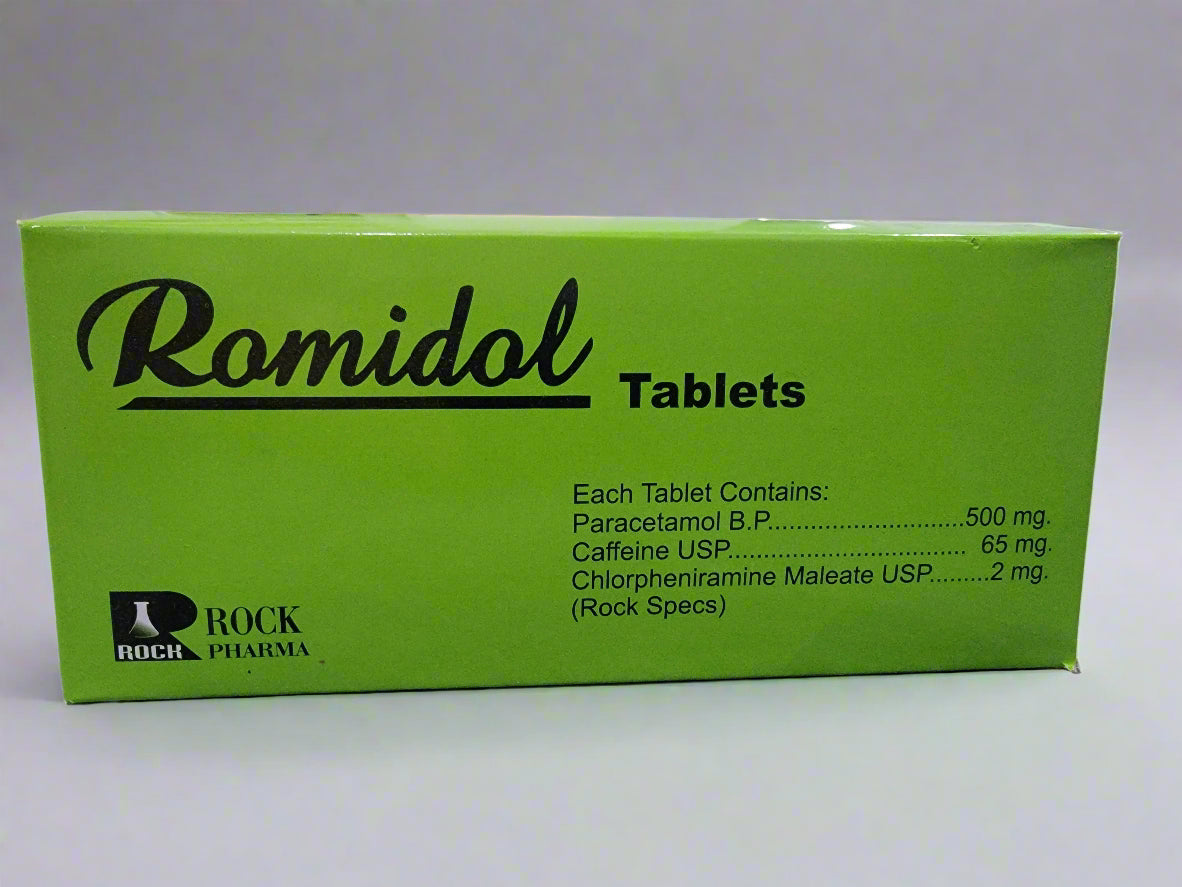 Romidol Tablets
Each Tablet Contains:
Paracetamol B.P............................500 mg.
Caffeine USP.................................. 65 mg.
Chlorpheniramine Maleate USP.........2 mg.
(Rock Specs)
ROCK
ROCK
PHARMA